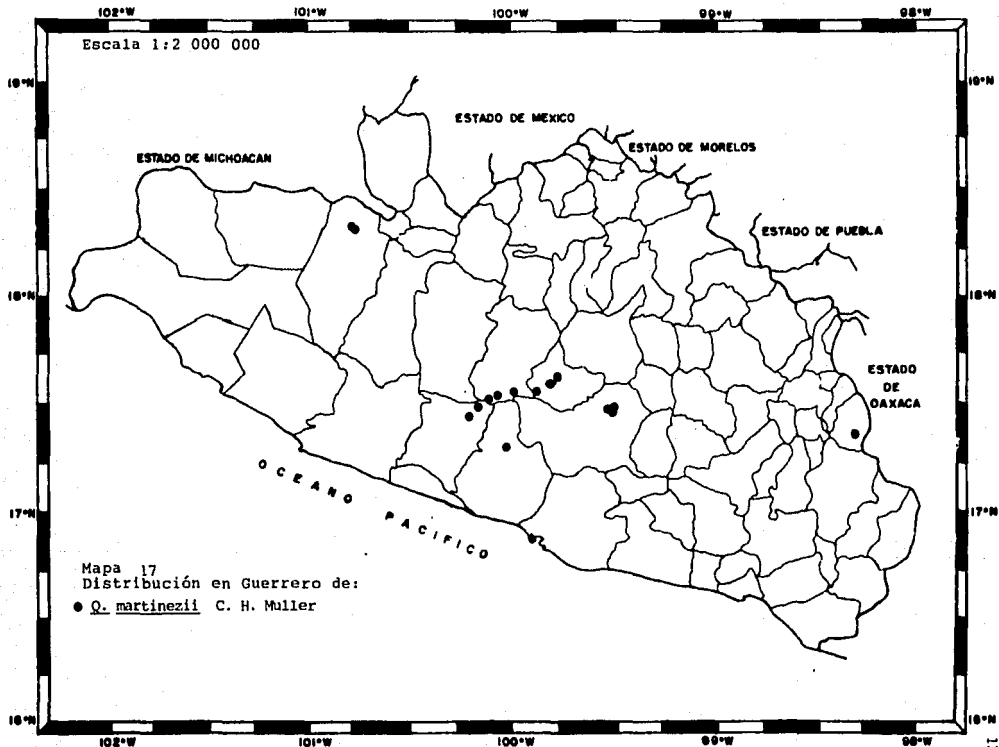 102°W 101°W 100°W 99°W 98°W
Escala 1:2 000 000
19°N 19°N
ESTADO DE MEXICO
ESTADO DE MORELOS
ESTADO DE MICHOACAN
ESTADO DE PUEBLA
18°N 18°N
ESTADO
DE
OAXACA
OCEANO PACIFICO
17°N 17°N
Mapa 17
Distribución en Guerrero de:
● Q. martinezii C. H. Muller
16°N 16°N
102°W 101°W 100°W 99°W 98°W